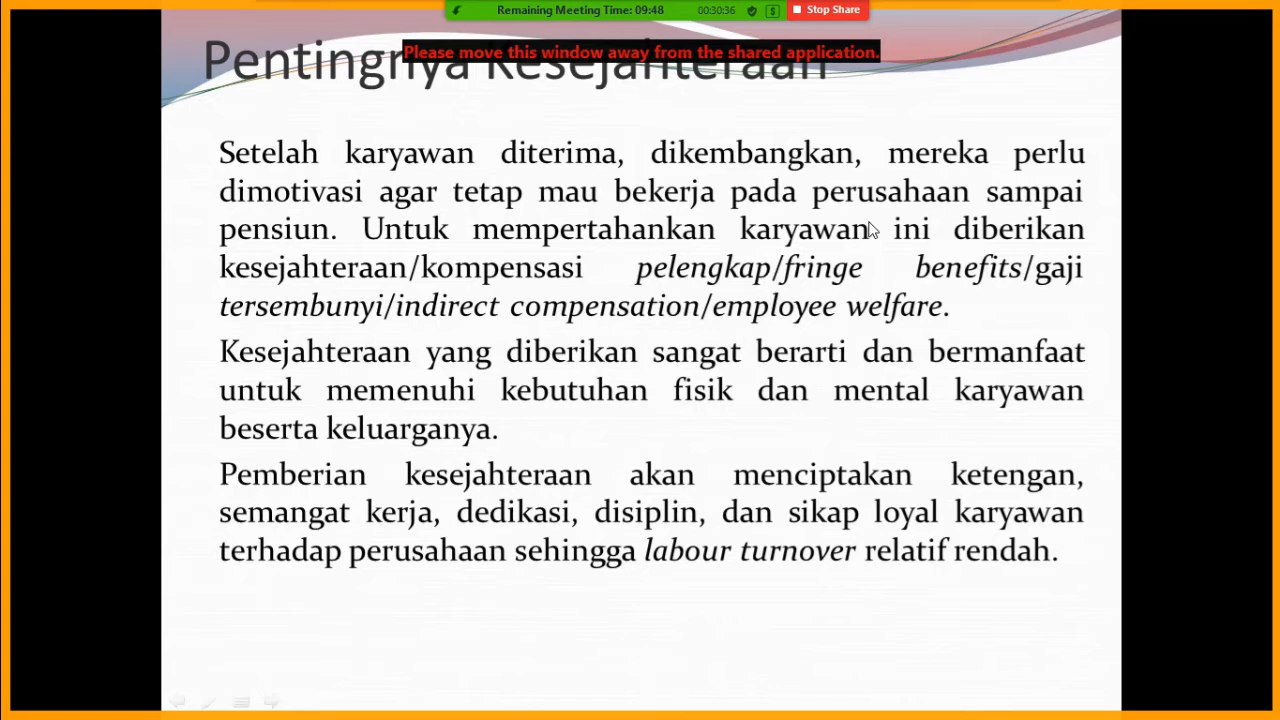 Remaining Meeting Time: 09:48 00:30:36 Stop Share
Please move this window away from the shared application.
Pentingnya Kesejahteraan
Setelah karyawan diterima, dikembangkan, mereka perlu
dimotivasi agar tetap mau bekerja pada perusahaan sampai
pensiun. Untuk mempertahankan karyawan ini diberikan
kesejahteraan/kompensasi pelengkap/fringe benefits/gaji
tersembunyi/indirect compensation/employee welfare.
Kesejahteraan yang diberikan sangat berarti dan bermanfaat
untuk memenuhi kebutuhan fisik dan mental karyawan
beserta keluarganya.
Pemberian kesejahteraan akan menciptakan ketengan,
semangat kerja, dedikasi, disiplin, dan sikap loyal karyawan
terhadap perusahaan sehingga labour turnover relatif rendah.